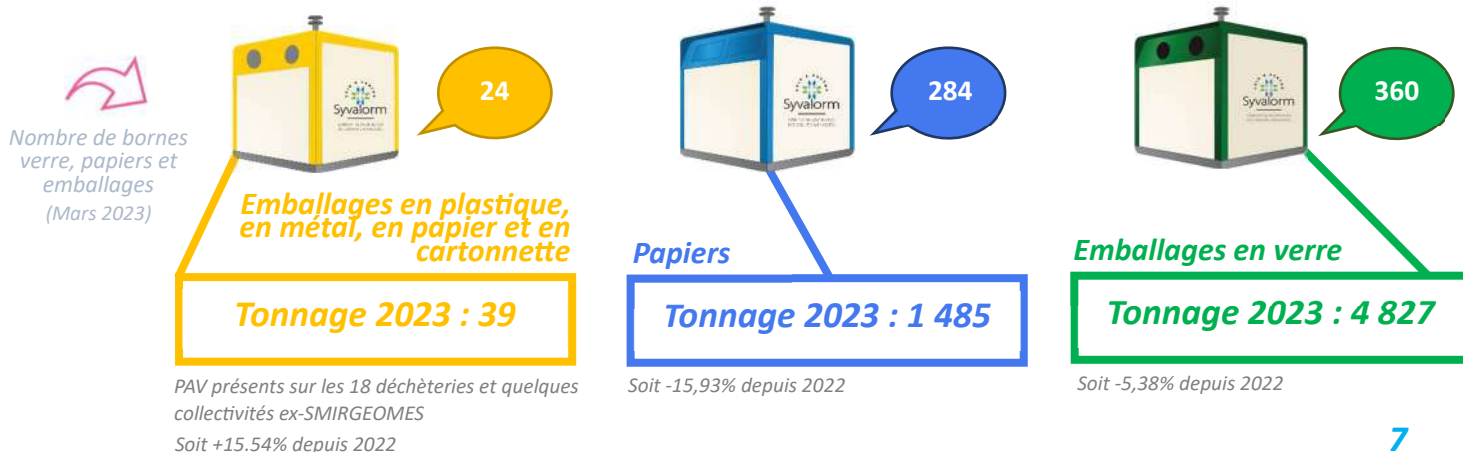 24
284
360
Syvalorm
Syvalorm
Syvalorm
Nombre de bornes
verre, papiers et
emballages
(Mars 2023)
Emballages en plastique,
en métal, en papier et en
cartonnette
Papiers
Emballages en verre
Tonnage 2023 : 39
Tonnage 2023 : 1 485
Tonnage 2023 : 4 827
PAV présents sur les 18 déchèteries et quelques
collectivités ex-SMIRGEOMES
Soit +15.54% depuis 2022
Soit -15,93% depuis 2022
Soit -5,38% depuis 2022
7